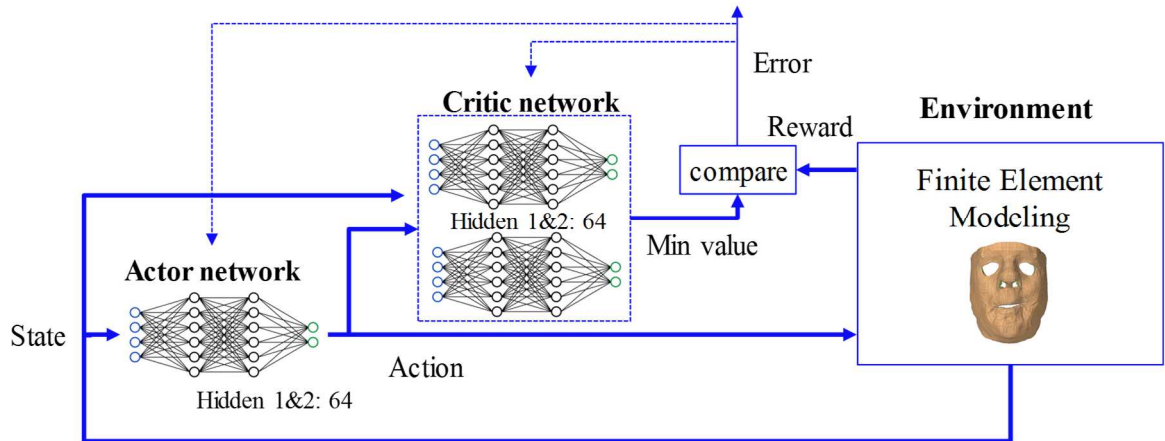 Error
Critic network
Environment
Reward
compare
Finite Element
Modeling
Hidden 1&2: 64
Min value
Actor network
State
Action
Hidden 1&2: 64